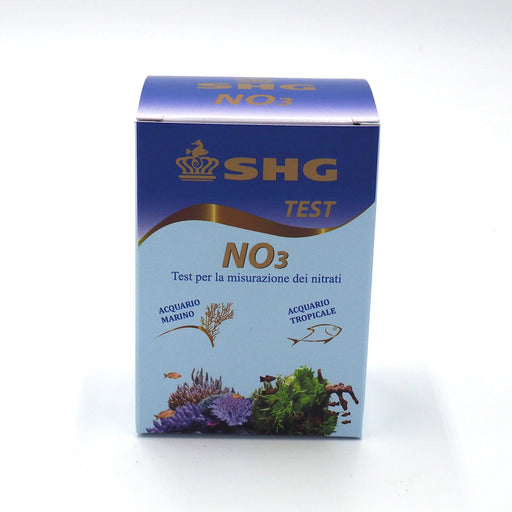 SHG
NO3
SHG
TEST
NO3
Test per la misurazione dei nitrati
ACQUARIO
MARINO
ACQUARIO
TROPICALE